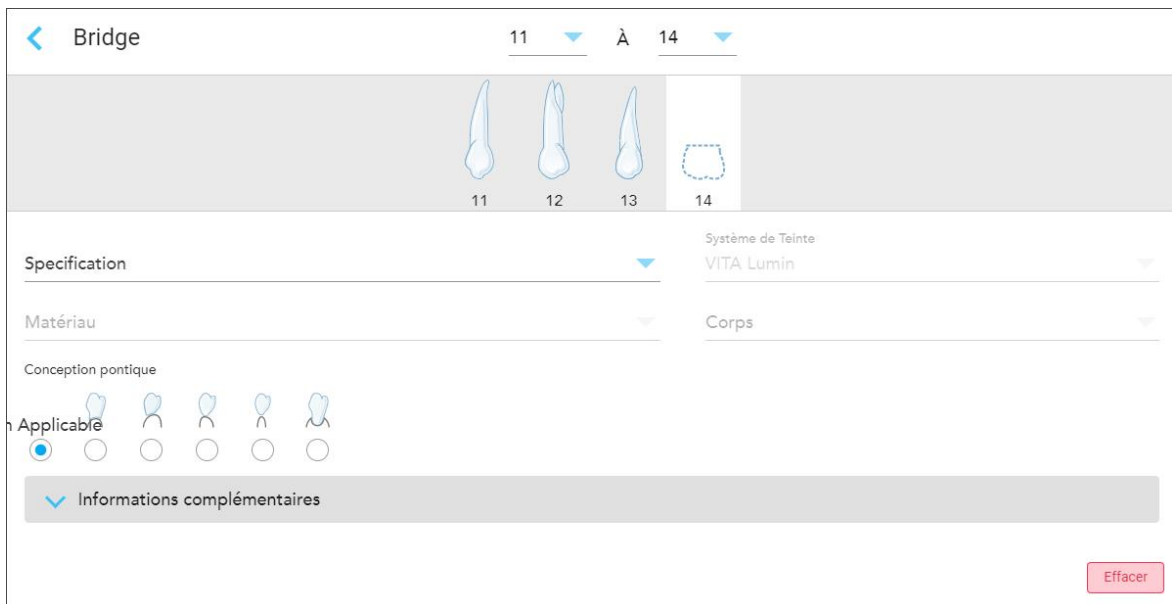 Bridge 11 À 14
11 12 13 14
Système de Teinte
Specification VITA Lumin
Matériau Corps
Conception pontique
n Applicable
Informations complémentaires
Effacer